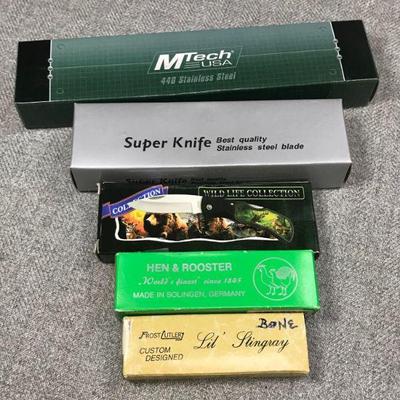 MTech
USA
440 Stainless Steel
Super Knife Best quality
Stainless steel blade
WILD LIFE COLLECTION
COLLECTION
HEN & ROOSTER
„World's finest" since 1845
MADE IN SOLINGEN, GERMANY
FROST CUTLERY
CUSTOM
DESIGNED
Lil' Stingray
BONE